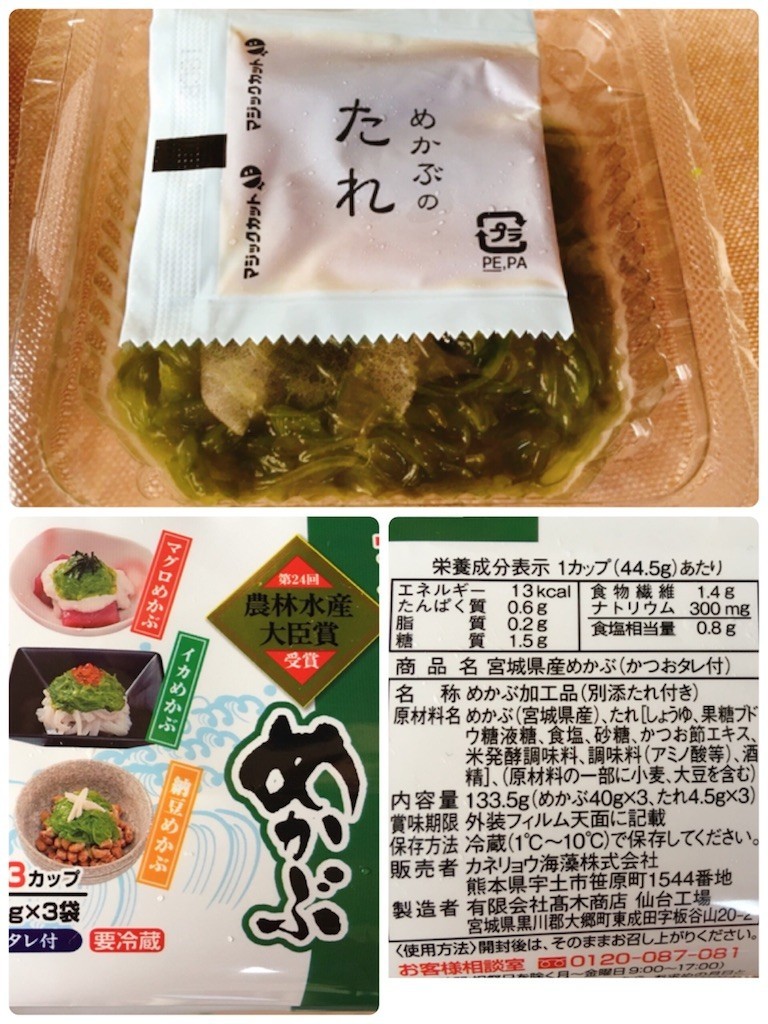 めかぶの
たれ
マジックカット
マジックカット
プラ
PE,PA
マグロめかぶ
イカめかぶ
納豆めかぶ
第24回
農林水産
大臣賞
受賞
めかぶ
3カップ
g×3袋
タレ付
要冷蔵
栄養成分表示 1カップ(44.5g)あたり
エネルギー 13kcal
たんぱく質 0.6g
脂質 0.2g
糖質 1.5g
食物繊維 1.4g
ナトリウム 300mg
食塩相当量 0.8g
商品名 宮城県産めかぶ(かつおタレ付)
名称 めかぶ加工品(別添たれ付き)
原材料名 めかぶ(宮城県産)、たれ[しょうゆ、果糖ブド
ウ糖液糖、食塩、砂糖、かつお節エキス、
米発酵調味料、調味料(アミノ酸等)、酒
精]、(原材料の一部に小麦、大豆を含む)
内容量 133.5g(めかぶ40g×3、たれ4.5g×3)
賞味期限 外装フィルム天面に記載
保存方法 冷蔵(1℃〜10℃)で保存してください。
販売者 カネリョウ海藻株式会社
熊本県宇土市笹原町1544番地
製造者 有限会社髙木商店 仙台工場
宮城県黒川郡大郷町東成田字板谷山20-2
〈使用方法〉開封後は、そのままお召し上がりください。
お客様相談室 0120-087-081
を除く月〜金曜日9:00〜17:00)